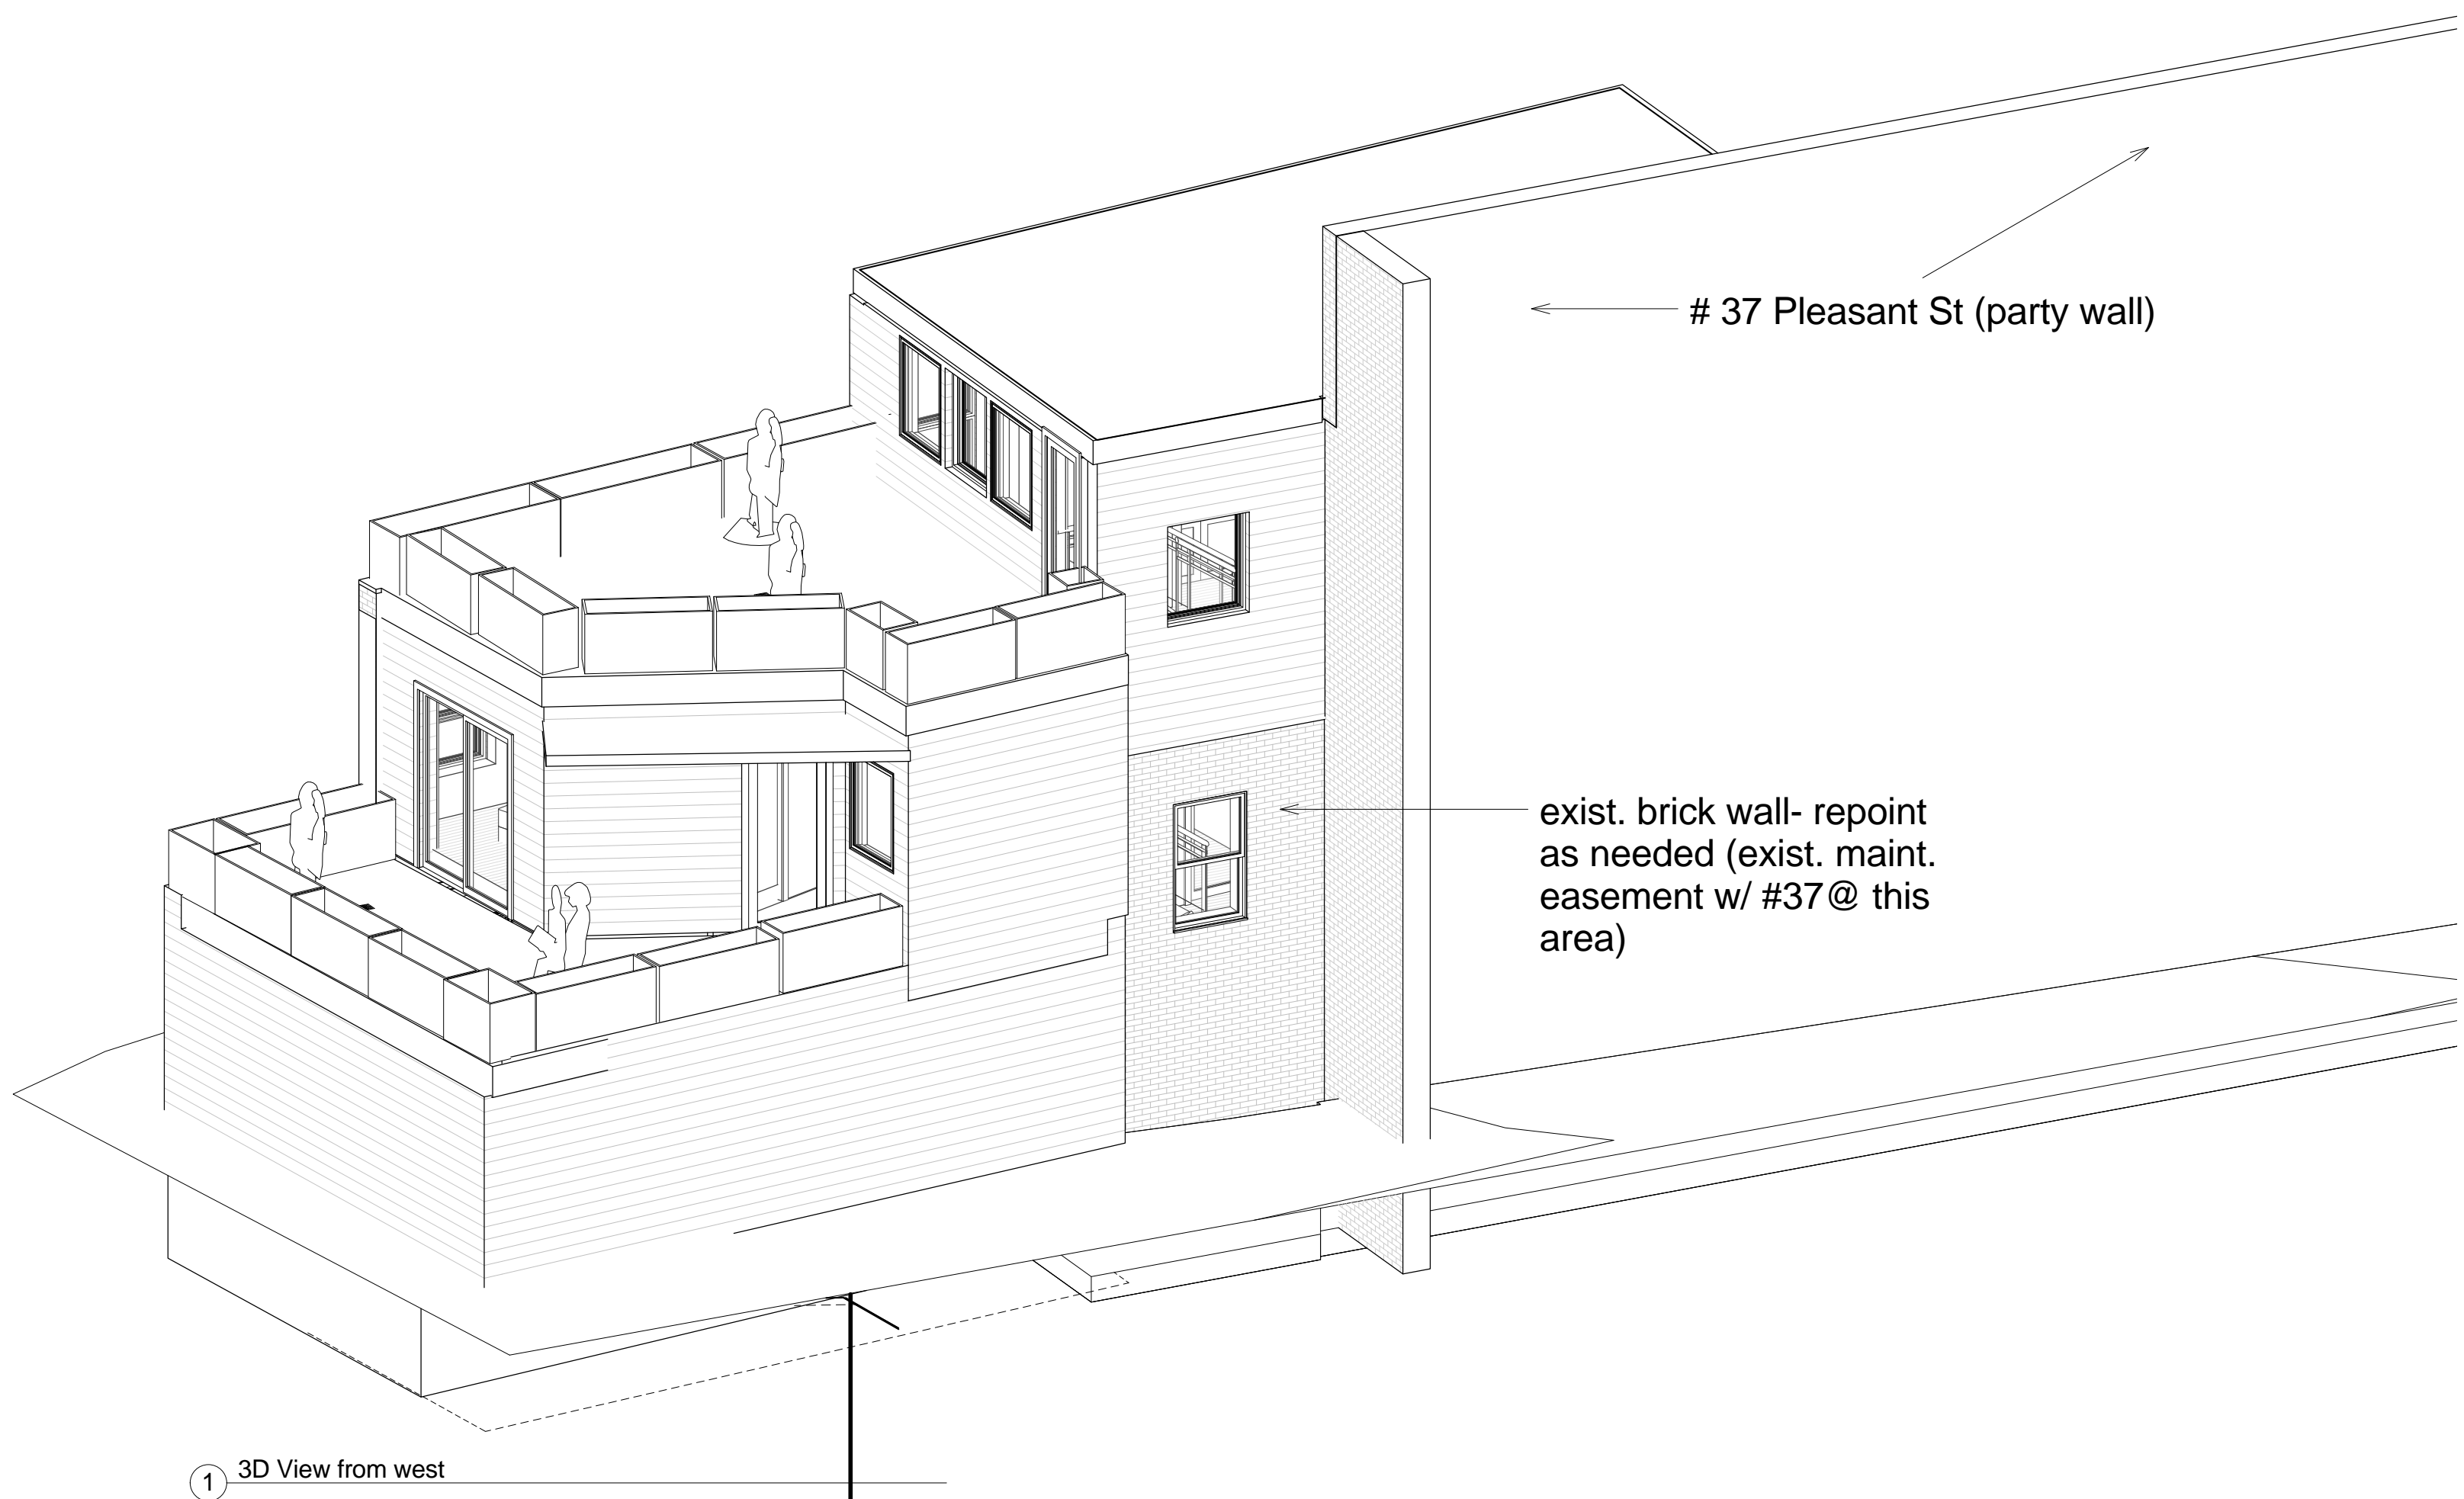 # 37 Pleasant St (party wall)
exist. brick wall- repoint
as needed (exist. maint.
easement w/ #37@ this
area)
1 3D View from west